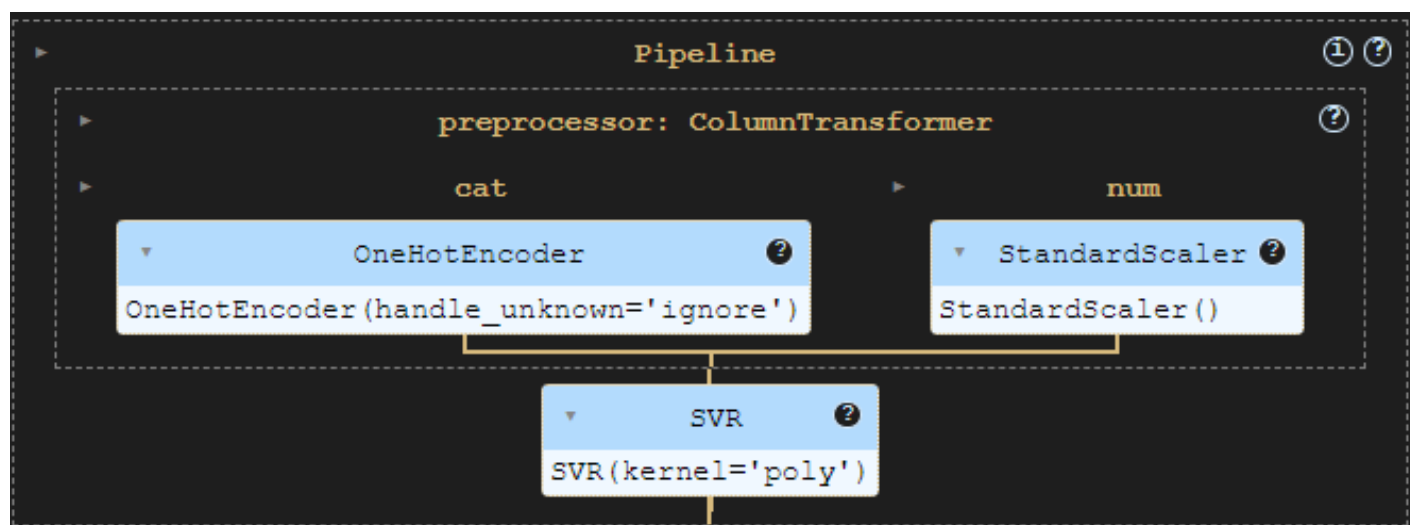 Pipeline
preprocessor: ColumnTransformer
cat
num
OneHotEncoder
OneHotEncoder(handle_unknown='ignore')
StandardScaler
StandardScaler()
SVR
SVR(kernel='poly')